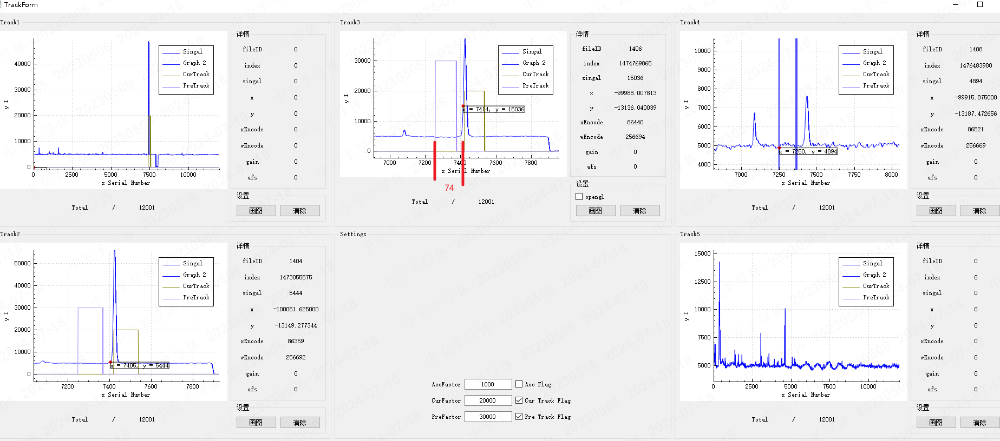 TrackForm
Track1
40000
30000
20000
10000
0
y I
0 2500 5000 7500 10000
x Serial Number
Singal
Graph 2
CurTrack
PreTrack
Total / 12001
详情
fileID 0
index 0
singal 0
x 0
y 0
xEncode 0
wEncode 0
gain 0
afs 0
设置
画图 清除
Track3
30000
20000
10000
0
y I
7000 7200 7400 7600 7800
x Serial Number
Singal
Graph 2
CurTrack
PreTrack
x = 7414, y = 15036
74
Total / 12001
详情
fileID 1406
index 1474769865
singal 15036
x -99988.007813
y -13136.040039
xEncode 86440
wEncode 256694
gain 0
afs 0
设置
opengl
画图 清除
Track4
10000
9000
8000
7000
6000
5000
4000
y I
7000 7250 7500 7750 8000
x Serial Number
Singal
Graph 2
CurTrack
PreTrack
x = 7250, y = 4894
Total / 12001
详情
fileID 1408
index 1476483980
singal 4894
x -99915.875000
y -13187.472656
xEncode 86521
wEncode 256669
gain 0
afs 0
设置
画图 清除
Track2
50000
40000
30000
20000
10000
0
y I
7200 7400 7600 7800
x Serial Number
Singal
Graph 2
CurTrack
PreTrack
x = 7405, y = 5444
Total / 12001
详情
fileID 1404
index 1473055575
singal 5444
x -100051.625000
y -13149.277344
xEncode 86359
wEncode 256692
gain 0
afs 0
设置
画图 清除
Settings
AccFactor 1000 Acc Flag
CurFactor 20000 Cur Track Flag
PreFactor 30000 Pre Track Flag
Track5
15000
12500
10000
7500
5000
y I
0 2500 5000 7500 10000
x Serial Number
Singal
Graph 2
CurTrack
PreTrack
Total / 12001
详情
fileID 0
index 0
singal 0
x 0
y 0
xEncode 0
wEncode 0
gain 0
afs 0
设置
画图 清除
中安半导体 20230506 2024-07-18